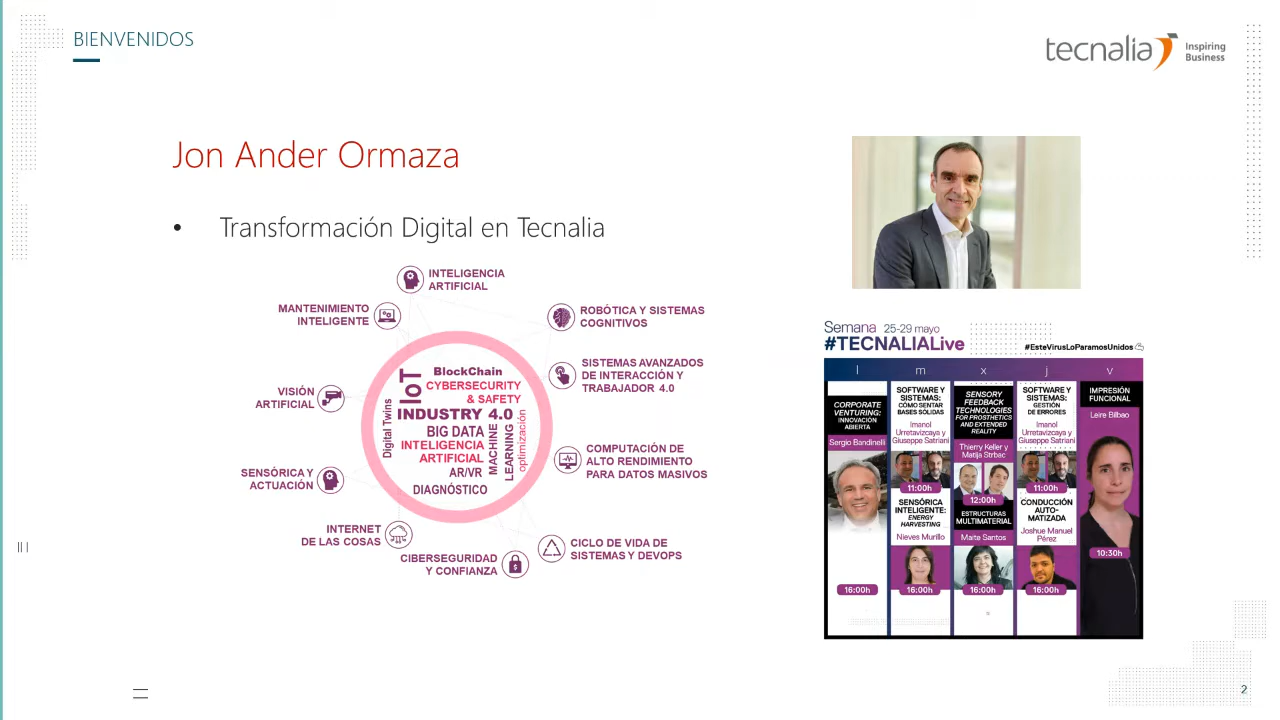 BIENVENIDOS
tecnalia
Inspiring
Business
Jon Ander Ormaza
• Transformación Digital en Tecnalia
INTELIGENCIA
ARTIFICIAL
MANTENIMIENTO
INTELIGENTE
ROBÓTICA Y SISTEMAS
COGNITIVOS
SISTEMAS AVANZADOS
DE INTERACCIÓN Y
TRABAJADOR 4.0
VISIÓN
ARTIFICIAL
COMPUTACIÓN DE
ALTO RENDIMIENTO
PARA DATOS MASIVOS
SENSÓRICA Y
ACTUACIÓN
INTERNET
DE LAS COSAS
CICLO DE VIDA DE
SISTEMAS Y DEVOPS
CIBERSEGURIDAD
Y CONFIANZA
IoT
BlockChain
CYBERSECURITY
& SAFETY
Digital Twins
INDUSTRY 4.0
BIG DATA
INTELIGENCIA
ARTIFICIAL
MACHINE
LEARNING
optimización
AR/VR
DIAGNÓSTICO
Semana 25-29 mayo
#TECNALIALive
#EsteVirusLoParamosUnidos
l m x j v
CORPORATE
VENTURING:
INNOVACIÓN
ABIERTA
Sergio Bandinelli
16:00h
SOFTWARE Y
SISTEMAS:
CÓMO SENTAR
BASES SÓLIDAS
Imanol
Urretavizcaya y
Giuseppe Satriani
11:00h
SENSÓRICA
INTELIGENTE:
ENERGY
HARVESTING
Nieves Murillo
16:00h
SENSORY
FEEDBACK
TECHNOLOGIES
FOR PROSTHETICS
AND EXTENDED
REALITY
Thierry Keller y
Matija Strbac
12:00h
ESTRUCTURAS
MULTIMATERIAL
Maite Santos
16:00h
SOFTWARE Y
SISTEMAS:
GESTIÓN
DE ERRORES
Imanol
Urretavizcaya y
Giuseppe Satriani
11:00h
CONDUCCIÓN
AUTO-
MATIZADA
Joshue Manuel
Pérez
16:00h
IMPRESIÓN
FUNCIONAL
Leire Bilbao
10:30h
2